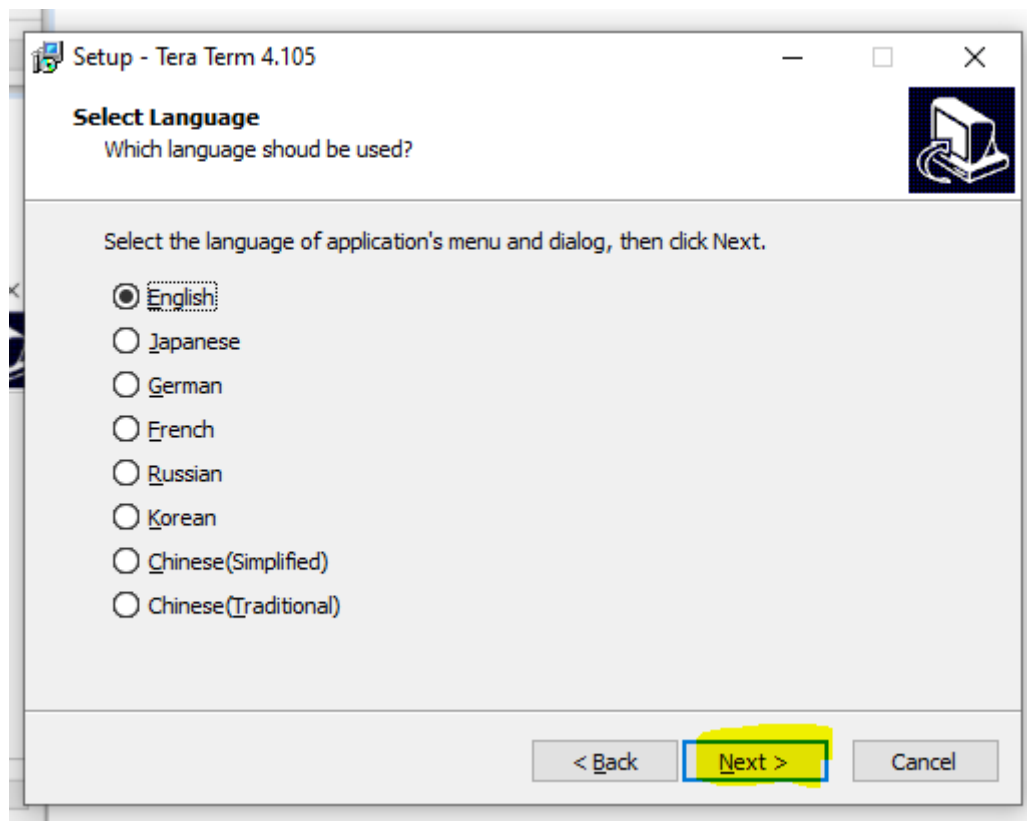 Setup - Tera Term 4.105
Select Language
Which language shoud be used?
Select the language of application's menu and dialog, then click Next.
English
Japanese
German
French
Russian
Korean
Chinese(Simplified)
Chinese(Traditional)
< Back Next > Cancel